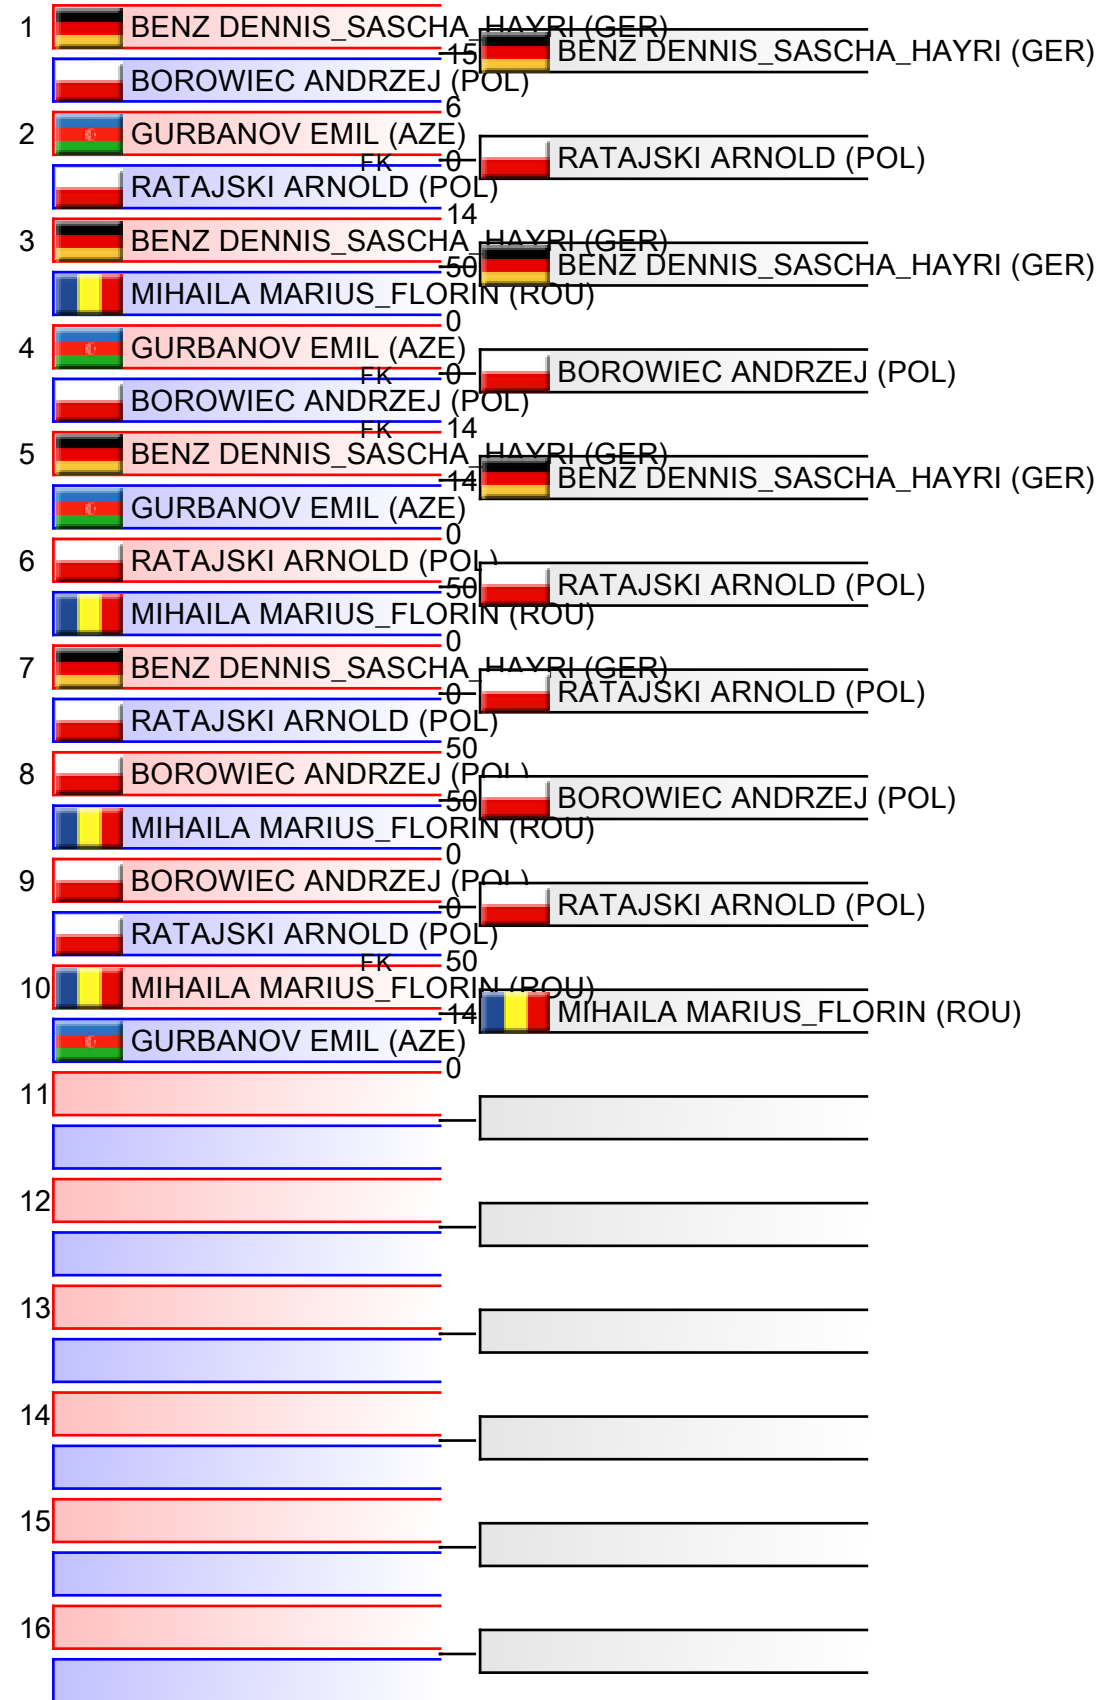 1 BENZ DENNIS_SASCHA_HAYRI (GER)
15 BENZ DENNIS_SASCHA_HAYRI (GER)
BOROWIEC ANDRZEJ (POL)
6
2 GURBANOV EMIL (AZE)
FK 0 RATAJSKI ARNOLD (POL)
RATAJSKI ARNOLD (POL)
14
3 BENZ DENNIS_SASCHA_HAYRI (GER)
50 BENZ DENNIS_SASCHA_HAYRI (GER)
MIHAILA MARIUS_FLORIN (ROU)
0
4 GURBANOV EMIL (AZE)
FK 0 BOROWIEC ANDRZEJ (POL)
BOROWIEC ANDRZEJ (POL)
FK 14
5 BENZ DENNIS_SASCHA_HAYRI (GER)
14 BENZ DENNIS_SASCHA_HAYRI (GER)
GURBANOV EMIL (AZE)
0
6 RATAJSKI ARNOLD (POL)
50 RATAJSKI ARNOLD (POL)
MIHAILA MARIUS_FLORIN (ROU)
0
7 BENZ DENNIS_SASCHA_HAYRI (GER)
0 RATAJSKI ARNOLD (POL)
RATAJSKI ARNOLD (POL)
50
8 BOROWIEC ANDRZEJ (POL)
50 BOROWIEC ANDRZEJ (POL)
MIHAILA MARIUS_FLORIN (ROU)
0
9 BOROWIEC ANDRZEJ (POL)
0 RATAJSKI ARNOLD (POL)
RATAJSKI ARNOLD (POL)
FK 50
10 MIHAILA MARIUS_FLORIN (ROU)
14 MIHAILA MARIUS_FLORIN (ROU)
GURBANOV EMIL (AZE)
0
11
12
13
14
15
16